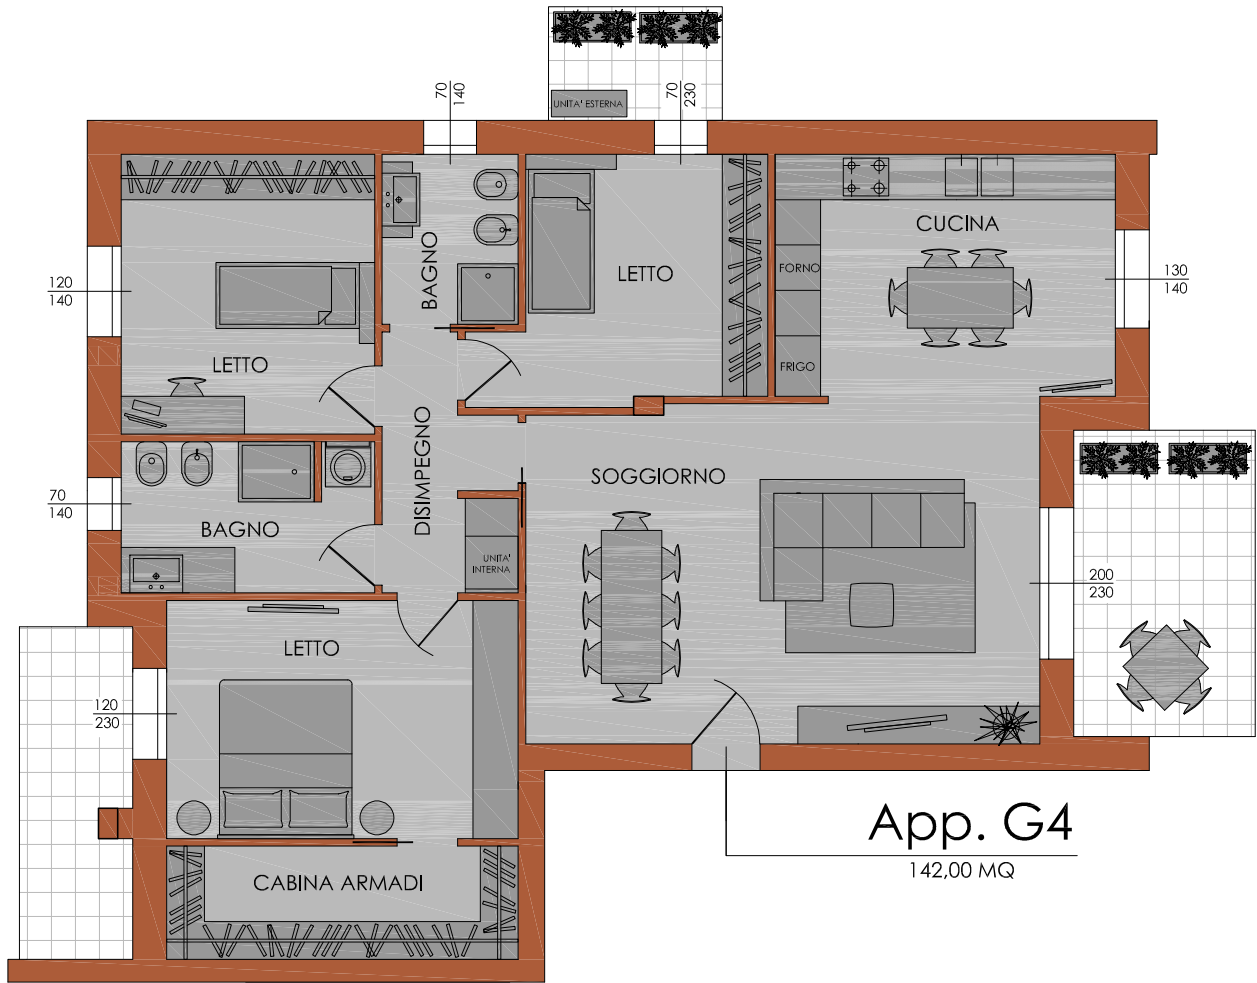 70
140
UNITA' ESTERNA
70
230
CUCINA
BAGNO
LETTO
FORNO
120
140
130
140
LETTO
FRIGO
DISIMPEGNO
SOGGIORNO
70
140
BAGNO
UNITA'
INTERNA
200
230
LETTO
120
230
App. G4
142,00 MQ
CABINA ARMADI